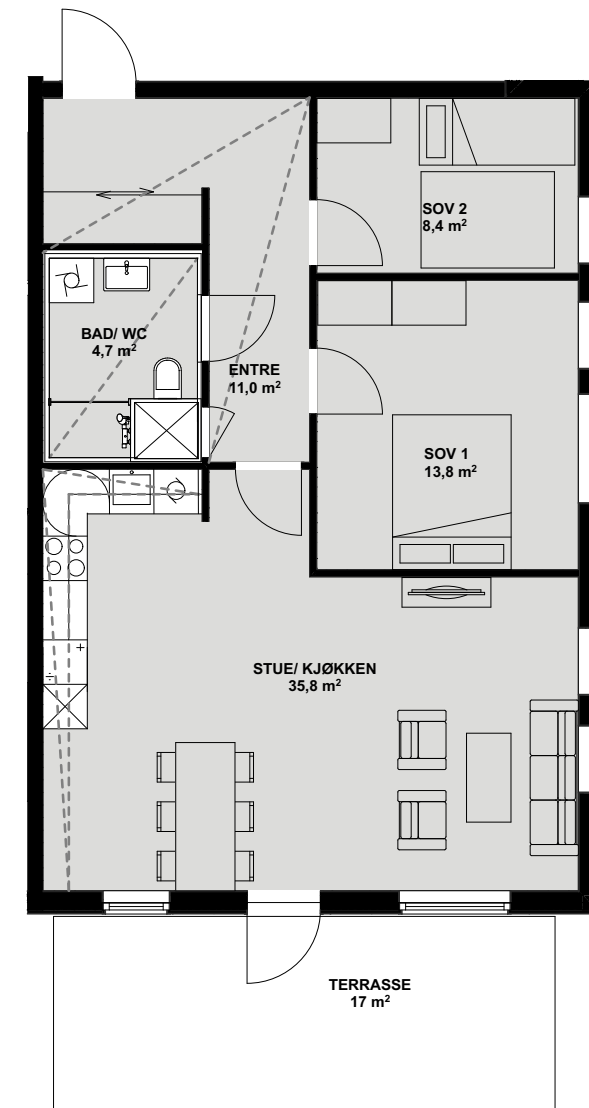 SOV 2
8,4 m²
BAD/ WC
4,7 m²
ENTRE
11,0 m²
SOV 1
13,8 m²
STUE/ KJØKKEN
35,8 m²
+
÷
TERRASSE
17 m²